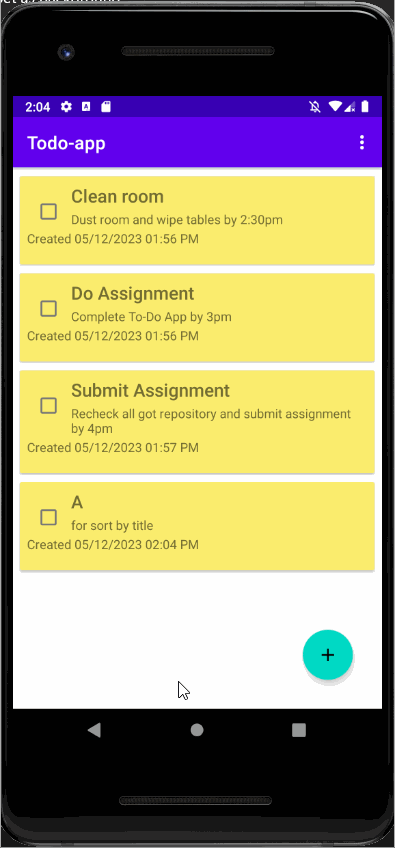 2:04
Todo-app
Clean room
Dust room and wipe tables by 2:30pm
Created 05/12/2023 01:56 PM
Do Assignment
Complete To-Do App by 3pm
Created 05/12/2023 01:56 PM
Submit Assignment
Recheck all got repository and submit assignment
by 4pm
Created 05/12/2023 01:57 PM
A
for sort by title
Created 05/12/2023 02:04 PM